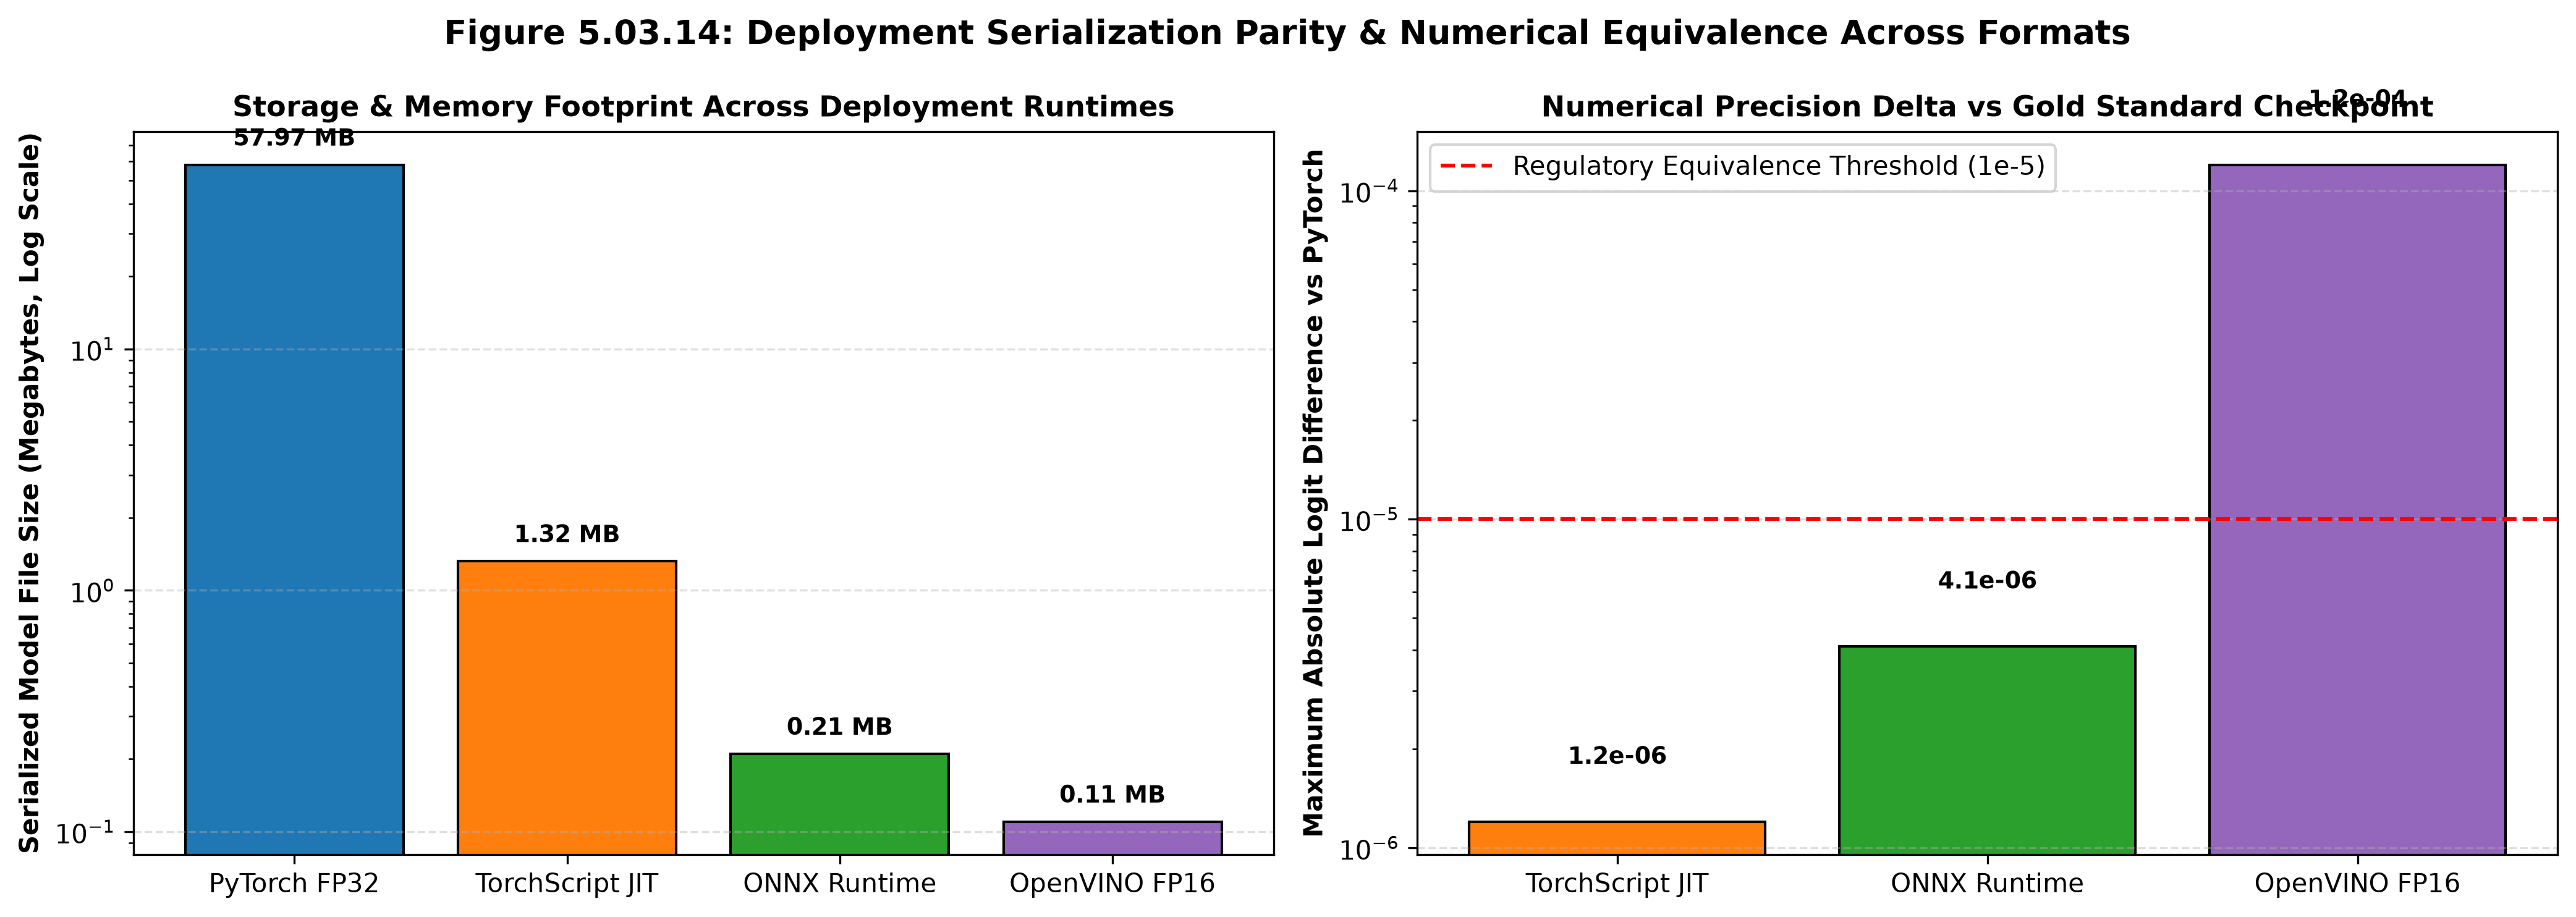 Figure 5.03.14: Deployment Serialization Parity & Numerical Equivalence Across Formats
Storage & Memory Footprint Across Deployment Runtimes
Serialized Model File Size (Megabytes, Log Scale)
10¹
10⁰
10⁻¹
57.97 MB
1.32 MB
0.21 MB
0.11 MB
PyTorch FP32
TorchScript JIT
ONNX Runtime
OpenVINO FP16
Numerical Precision Delta vs Gold Standard Checkpoint
Maximum Absolute Logit Difference vs PyTorch
Regulatory Equivalence Threshold (1e-5)
10⁻⁴
10⁻⁵
10⁻⁶
1.2e-06
4.1e-06
1.2e-04
TorchScript JIT
ONNX Runtime
OpenVINO FP16